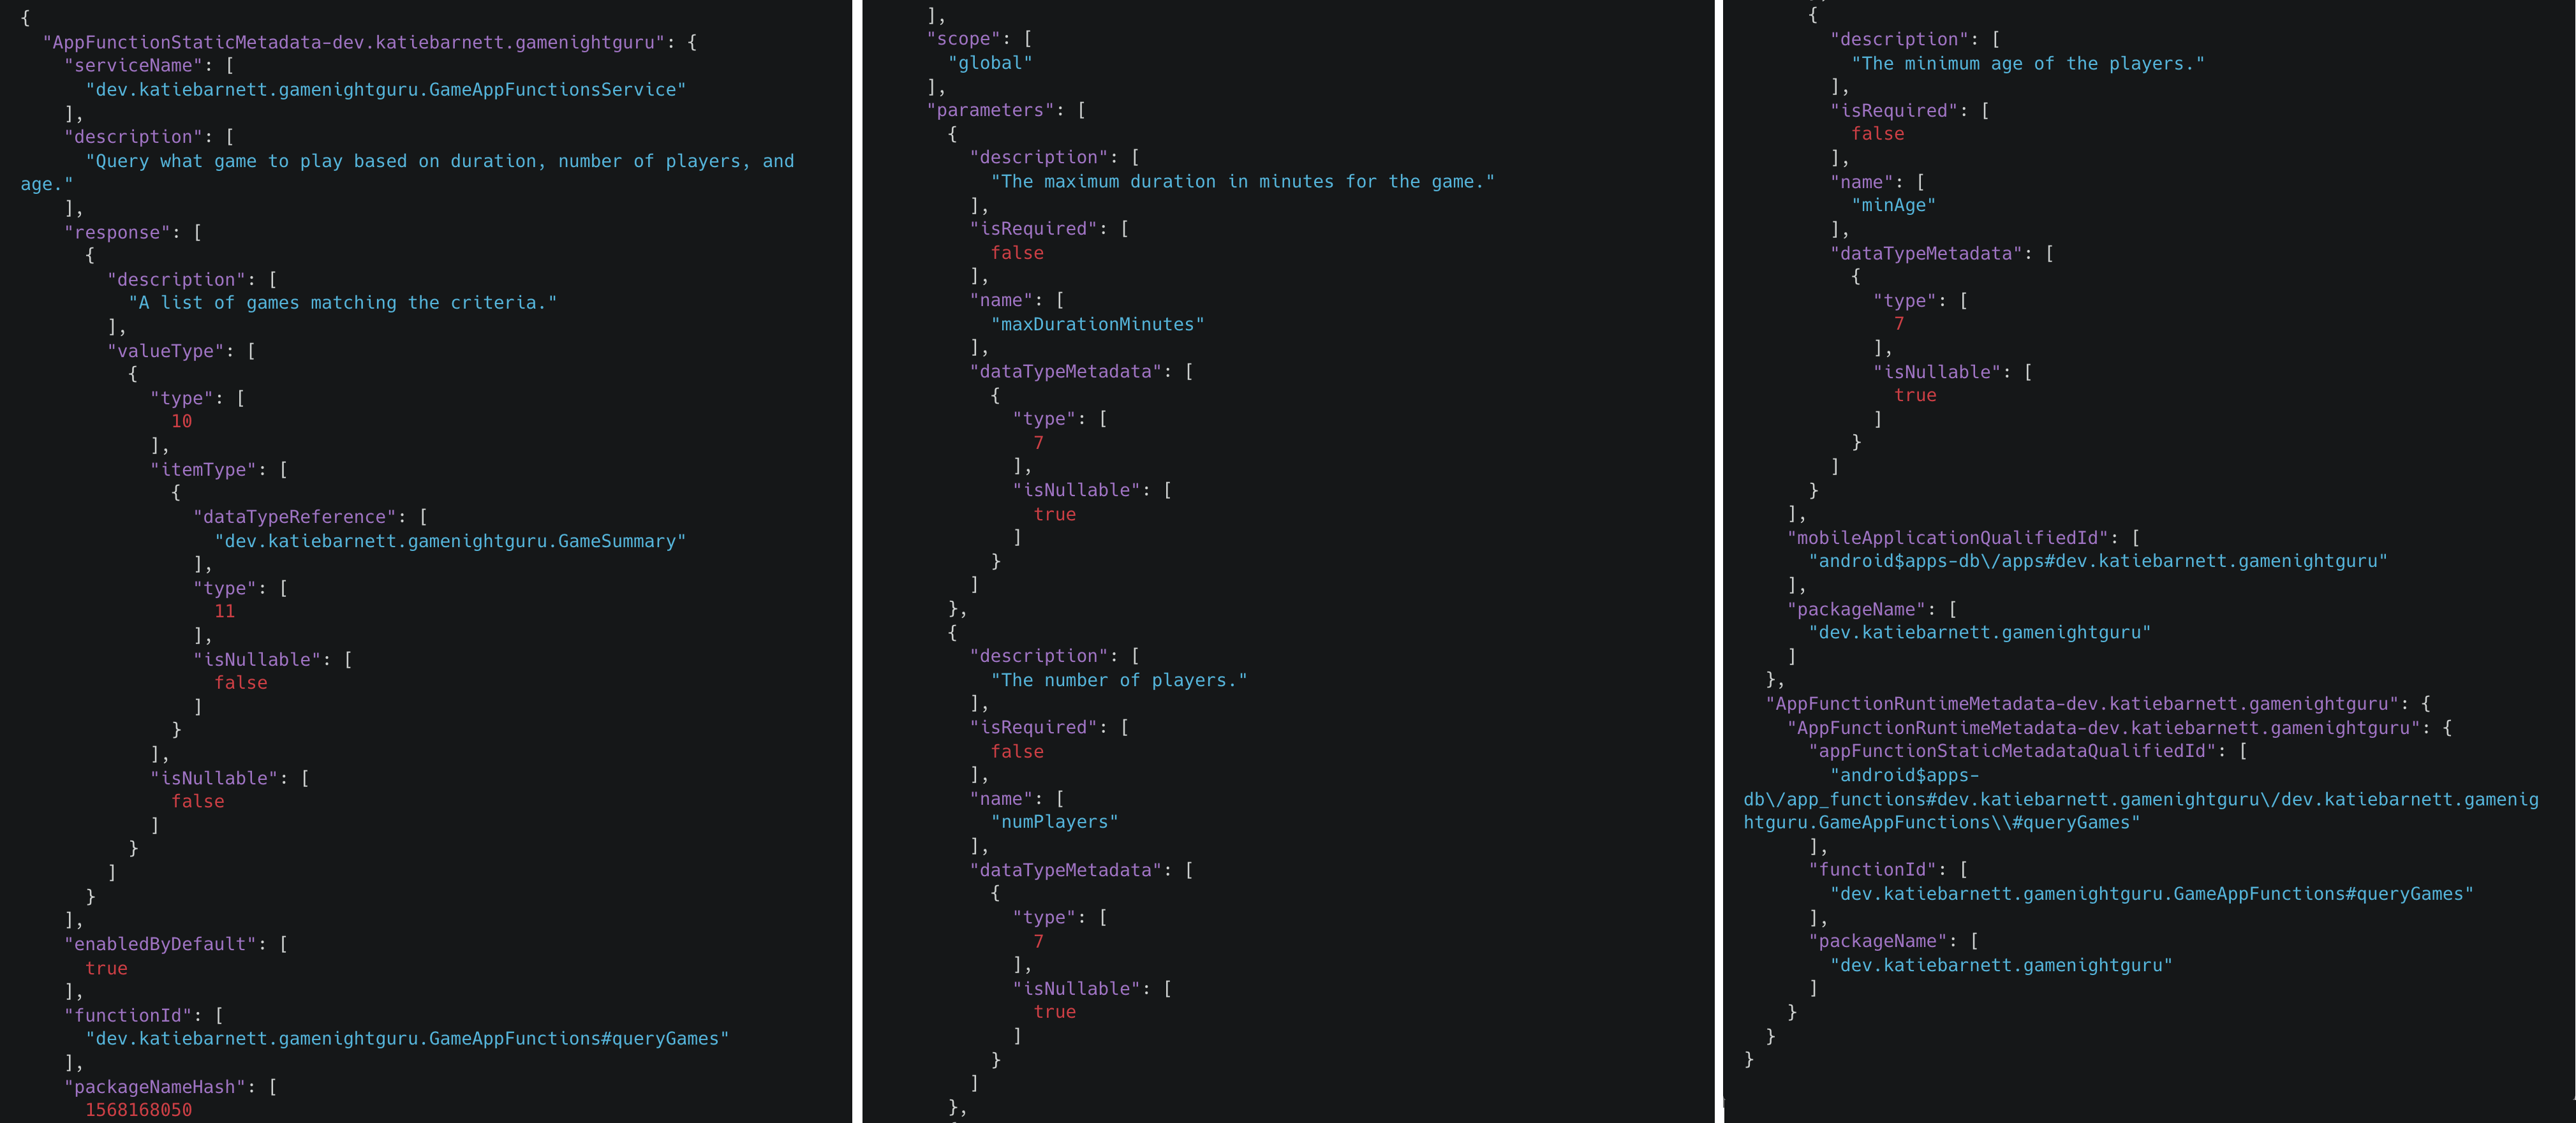 {
  "AppFunctionStaticMetadata-dev.katiebarnett.gamenightguru": {
    "serviceName": [
      "dev.katiebarnett.gamenightguru.GameAppFunctionsService"
    ],
    "description": [
      "Query what game to play based on duration, number of players, and
age."
    ],
    "response": [
      {
        "description": [
          "A list of games matching the criteria."
        ],
        "valueType": [
          {
            "type": [
              10
            ],
            "itemType": [
              {
                "dataTypeReference": [
                  "dev.katiebarnett.gamenightguru.GameSummary"
                ],
                "type": [
                  11
                ],
                "isNullable": [
                  false
                ]
              }
            ],
            "isNullable": [
              false
            ]
          }
        ]
      }
    ],
    "enabledByDefault": [
      true
    ],
    "functionId": [
      "dev.katiebarnett.gamenightguru.GameAppFunctions#queryGames"
    ],
    "packageNameHash": [
      1568168050
    ],
    "scope": [
      "global"
    ],
    "parameters": [
      {
        "description": [
          "The maximum duration in minutes for the game."
        ],
        "isRequired": [
          false
        ],
        "name": [
          "maxDurationMinutes"
        ],
        "dataTypeMetadata": [
          {
            "type": [
              7
            ],
            "isNullable": [
              true
            ]
          }
        ]
      },
      {
        "description": [
          "The number of players."
        ],
        "isRequired": [
          false
        ],
        "name": [
          "numPlayers"
        ],
        "dataTypeMetadata": [
          {
            "type": [
              7
            ],
            "isNullable": [
              true
            ]
          }
        ]
      },
      {
        "description": [
          "The minimum age of the players."
        ],
        "isRequired": [
          false
        ],
        "name": [
          "minAge"
        ],
        "dataTypeMetadata": [
          {
            "type": [
              7
            ],
            "isNullable": [
              true
            ]
          }
        ]
      }
    ],
    "mobileApplicationQualifiedId": [
      "android$apps-db\/apps#dev.katiebarnett.gamenightguru"
    ],
    "packageName": [
      "dev.katiebarnett.gamenightguru"
    ]
  },
  "AppFunctionRuntimeMetadata-dev.katiebarnett.gamenightguru": {
    "AppFunctionRuntimeMetadata-dev.katiebarnett.gamenightguru": {
      "appFunctionStaticMetadataQualifiedId": [
        "android$apps-
db\/app_functions#dev.katiebarnett.gamenightguru\/dev.katiebarnett.gamenig
htguru.GameAppFunctions\\#queryGames"
      ],
      "functionId": [
        "dev.katiebarnett.gamenightguru.GameAppFunctions#queryGames"
      ],
      "packageName": [
        "dev.katiebarnett.gamenightguru"
      ]
    }
  }
}